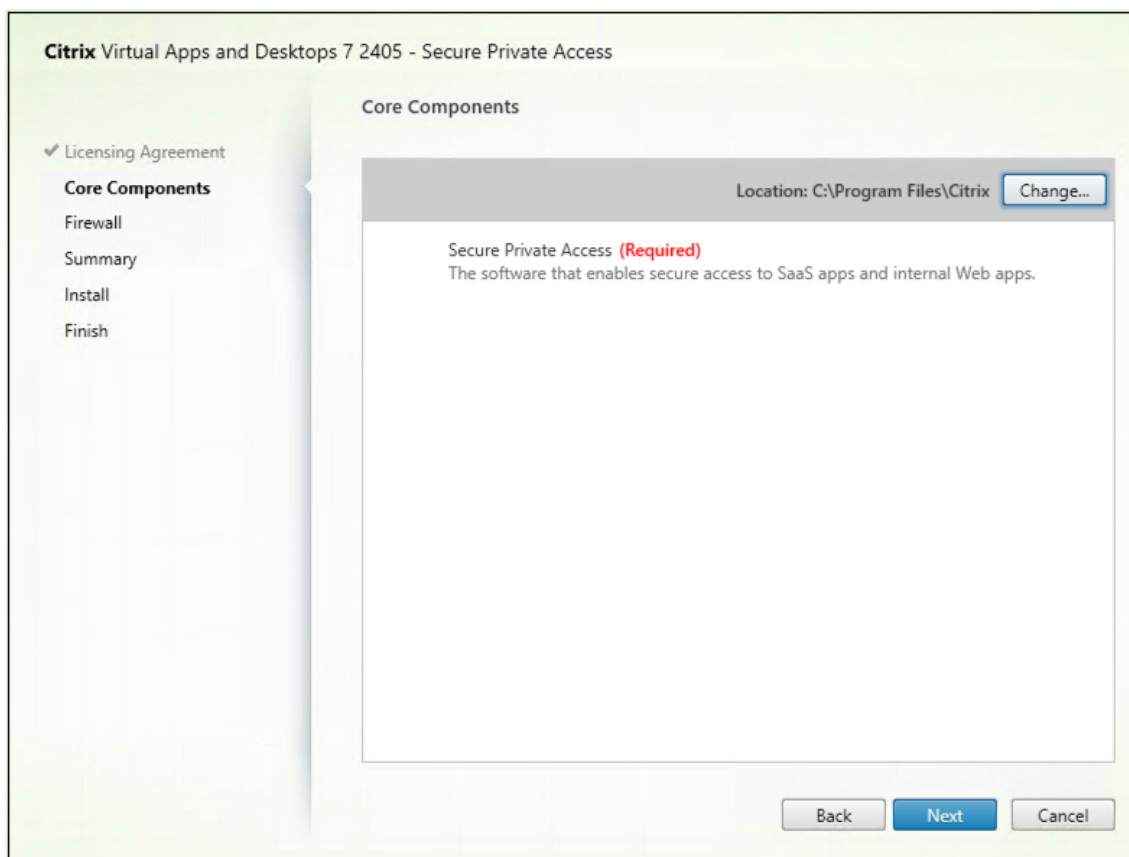 Citrix Virtual Apps and Desktops 7 2405 - Secure Private Access
Core Components
Licensing Agreement
Core Components
Firewall
Summary
Install
Finish
Location: C:\Program Files\Citrix
Change...
Secure Private Access (Required)
The software that enables secure access to SaaS apps and internal Web apps.
Back
Next
Cancel